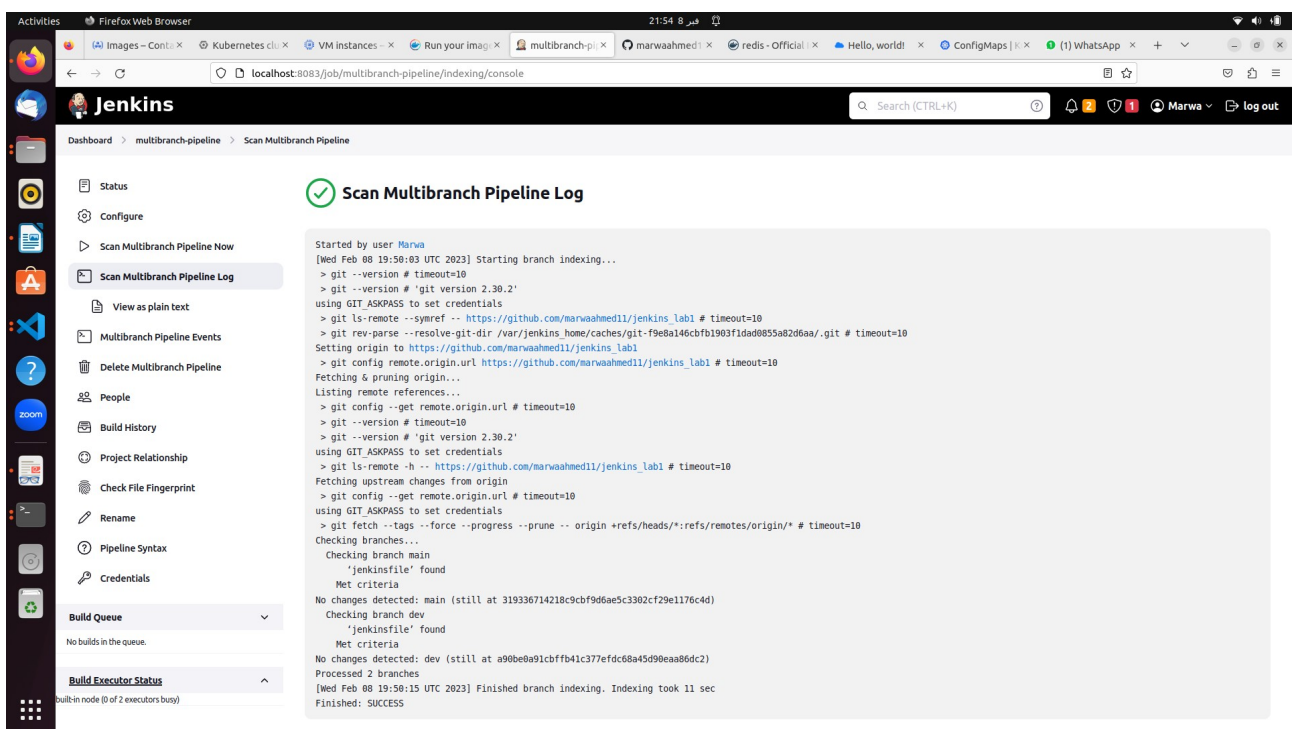 Activities Firefox Web Browser 21:54 8 فبر
Images – Conta Kubernetes clu VM instances – Run your imag multibranch-pi marwaahmed1 redis - Official Hello, world! ConfigMaps | K (1) WhatsApp
localhost:8083/job/multibranch-pipeline/indexing/console
Jenkins Search (CTRL+K) 2 1 Marwa log out
Dashboard > multibranch-pipeline > Scan Multibranch Pipeline
Status
Configure
Scan Multibranch Pipeline Now
Scan Multibranch Pipeline Log
View as plain text
Multibranch Pipeline Events
Delete Multibranch Pipeline
People
Build History
Project Relationship
Check File Fingerprint
Rename
Pipeline Syntax
Credentials
Build Queue
No builds in the queue.
Build Executor Status
built-in node (0 of 2 executors busy)
zoom
Scan Multibranch Pipeline Log
Started by user Marwa
[Wed Feb 08 19:50:03 UTC 2023] Starting branch indexing...
> git --version # timeout=10
> git --version # 'git version 2.30.2'
using GIT_ASKPASS to set credentials
> git ls-remote --symref -- https://github.com/marwaahmed11/jenkins_lab1 # timeout=10
> git rev-parse --resolve-git-dir /var/jenkins_home/caches/git-f9e8a146cbfb1903f1dad0855a82d6aa/.git # timeout=10
Setting origin to https://github.com/marwaahmed11/jenkins_lab1
> git config remote.origin.url https://github.com/marwaahmed11/jenkins_lab1 # timeout=10
Fetching & pruning origin...
Listing remote references...
> git config --get remote.origin.url # timeout=10
> git --version # timeout=10
> git --version # 'git version 2.30.2'
using GIT_ASKPASS to set credentials
> git ls-remote -h -- https://github.com/marwaahmed11/jenkins_lab1 # timeout=10
Fetching upstream changes from origin
> git config --get remote.origin.url # timeout=10
using GIT_ASKPASS to set credentials
> git fetch --tags --force --progress --prune -- origin +refs/heads/*:refs/remotes/origin/* # timeout=10
Checking branches...
Checking branch main
‘jenkinsfile’ found
Met criteria
No changes detected: main (still at 319336714218c9cbf9d6ae5c3302cf29e1176c4d)
Checking branch dev
‘jenkinsfile’ found
Met criteria
No changes detected: dev (still at a90be0a91cbffb41c377efdc68a45d90eaa86dc2)
Processed 2 branches
[Wed Feb 08 19:50:15 UTC 2023] Finished branch indexing. Indexing took 11 sec
Finished: SUCCESS